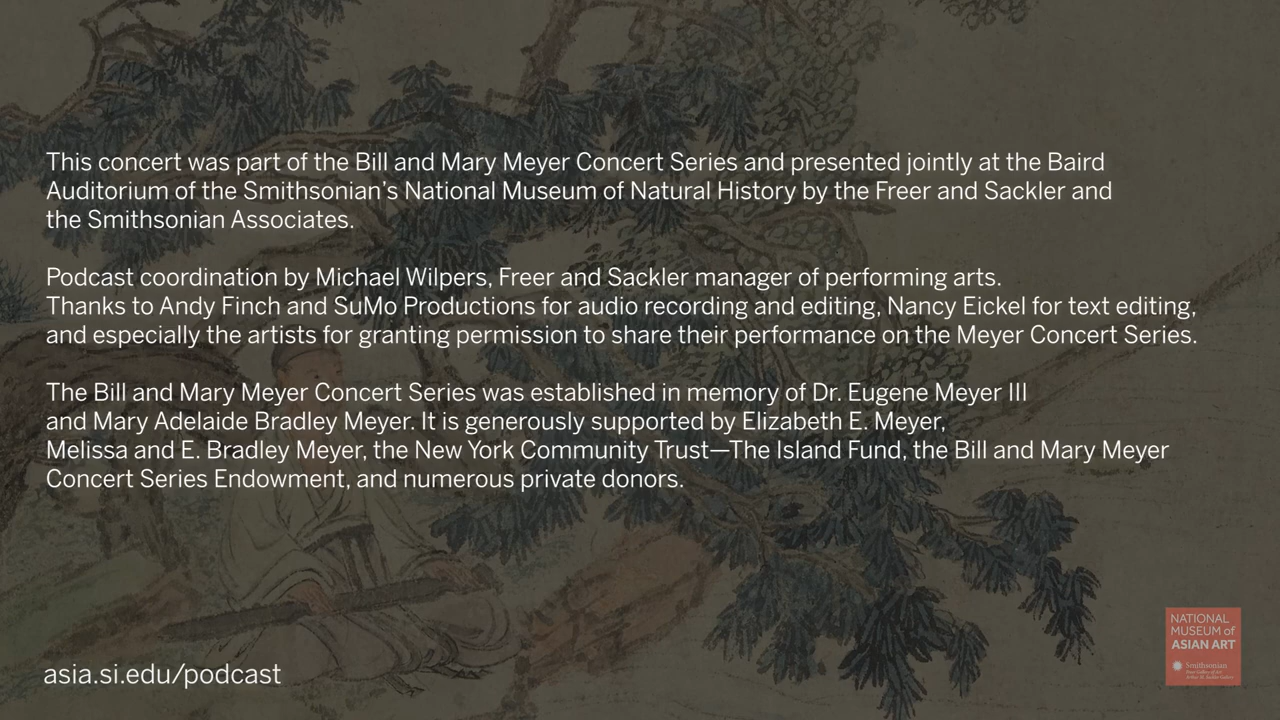 This concert was part of the Bill and Mary Meyer Concert Series and presented jointly at the Baird
Auditorium of the Smithsonian's National Museum of Natural History by the Freer and Sackler and
the Smithsonian Associates.
Podcast coordination by Michael Wilpers, Freer and Sackler manager of performing arts.
Thanks to Andy Finch and SuMo Productions for audio recording and editing, Nancy Eickel for text editing,
and especially the artists for granting permission to share their performance on the Meyer Concert Series.
The Bill and Mary Meyer Concert Series was established in memory of Dr. Eugene Meyer III
and Mary Adelaide Bradley Meyer. It is generously supported by Elizabeth E. Meyer,
Melissa and E. Bradley Meyer, the New York Community Trust—The Island Fund, the Bill and Mary Meyer
Concert Series Endowment, and numerous private donors.
asia.si.edu/podcast
NATIONAL
MUSEUM of
ASIAN ART
Smithsonian
Freer Gallery of Art
Arthur M. Sackler Gallery